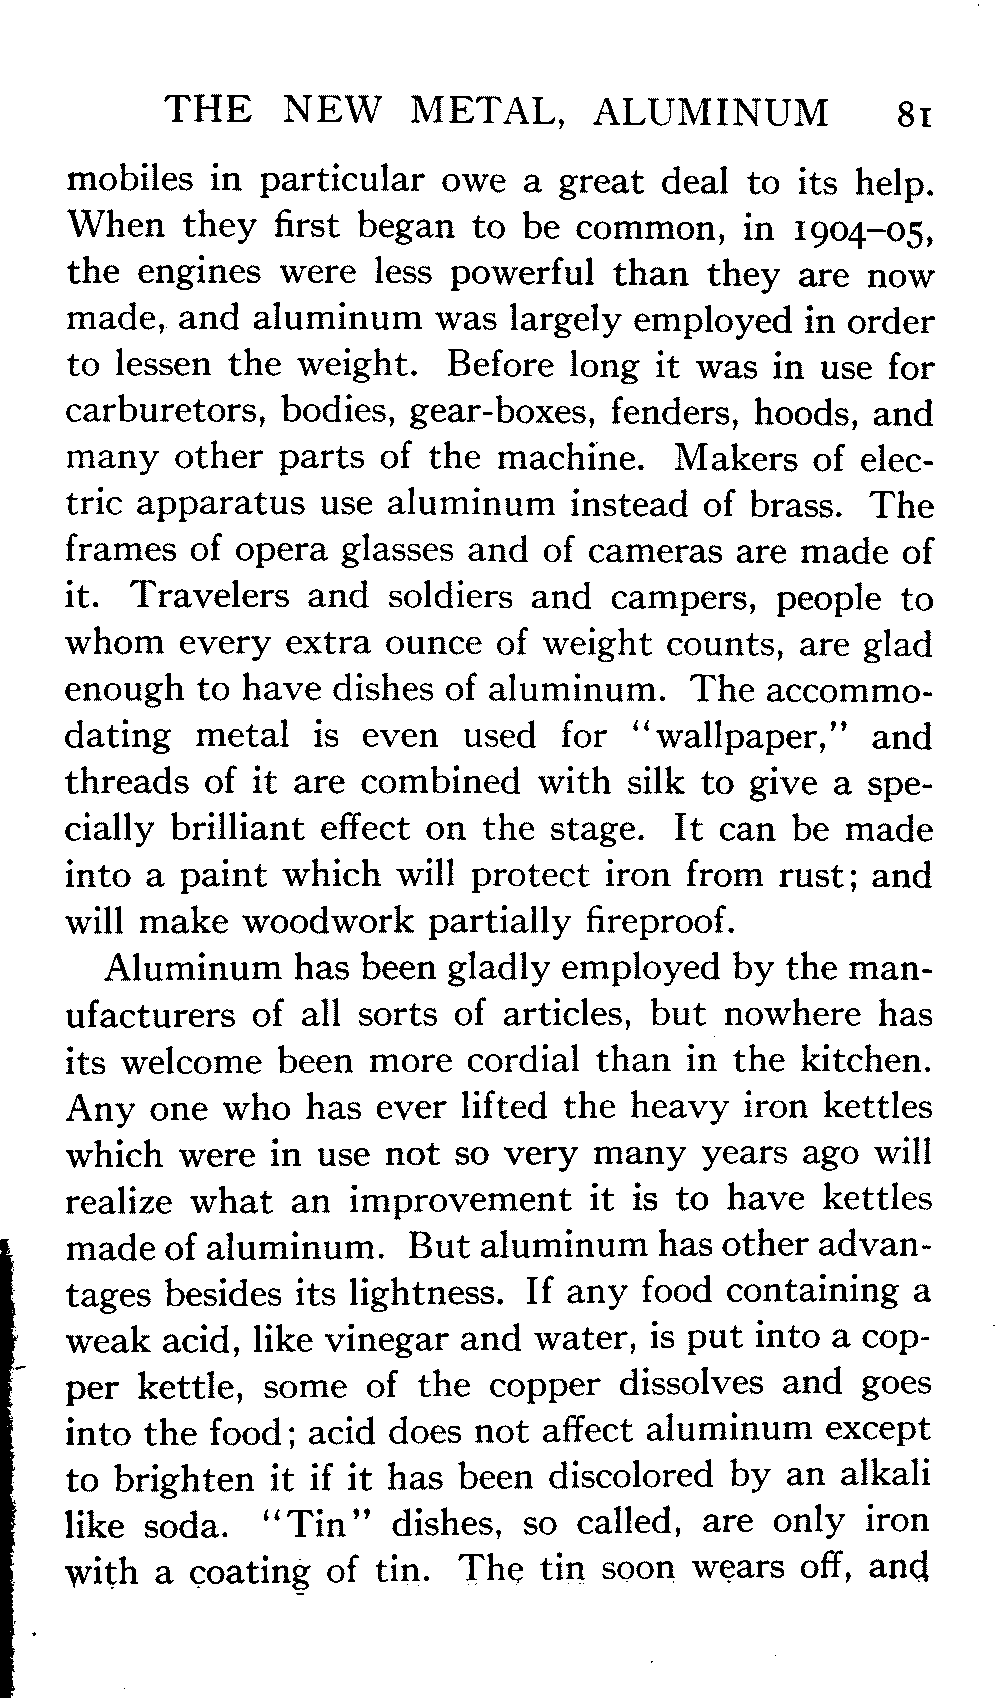 THE NEW METAL, ALUMINUM 81
mobiles in particular owe a great deal to its help.
When they first began to be common, in 1904–05,
the engines were less powerful than they are now
made, and aluminum was largely employed in order
to lessen the weight. Before long it was in use for
carburetors, bodies, gear-boxes, fenders, hoods, and
many other parts of the machine. Makers of elec-
tric apparatus use aluminum instead of brass. The
frames of opera glasses and of cameras are made of
it. Travelers and soldiers and campers, people to
whom every extra ounce of weight counts, are glad
enough to have dishes of aluminum. The accommo-
dating metal is even used for “wallpaper,” and
threads of it are combined with silk to give a spe-
cially brilliant effect on the stage. It can be made
into a paint which will protect iron from rust; and
will make woodwork partially fireproof.
Aluminum has been gladly employed by the man-
ufacturers of all sorts of articles, but nowhere has
its welcome been more cordial than in the kitchen.
Any one who has ever lifted the heavy iron kettles
which were in use not so very many years ago will
realize what an improvement it is to have kettles
made of aluminum. But aluminum has other advan-
tages besides its lightness. If any food containing a
weak acid, like vinegar and water, is put into a cop-
per kettle, some of the copper dissolves and goes
into the food; acid does not affect aluminum except
to brighten it if it has been discolored by an alkali
like soda. “Tin” dishes, so called, are only iron
with a coating of tin. The tin soon wears off, and